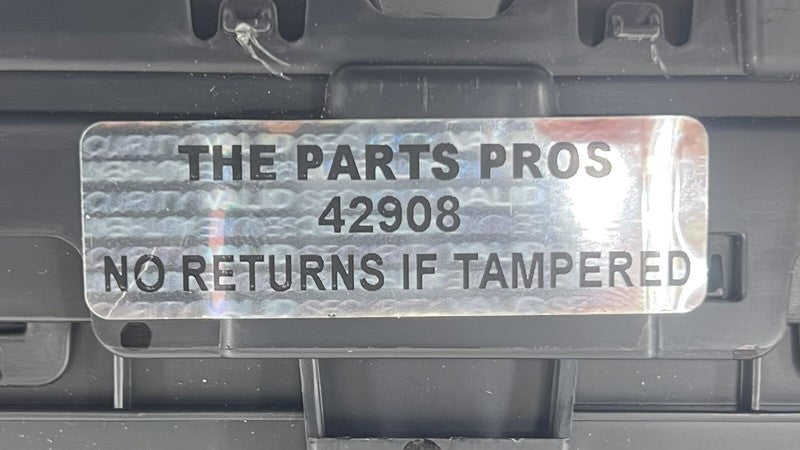 THE PARTS PROS
42908
NO RETURNS IF TAMPERED